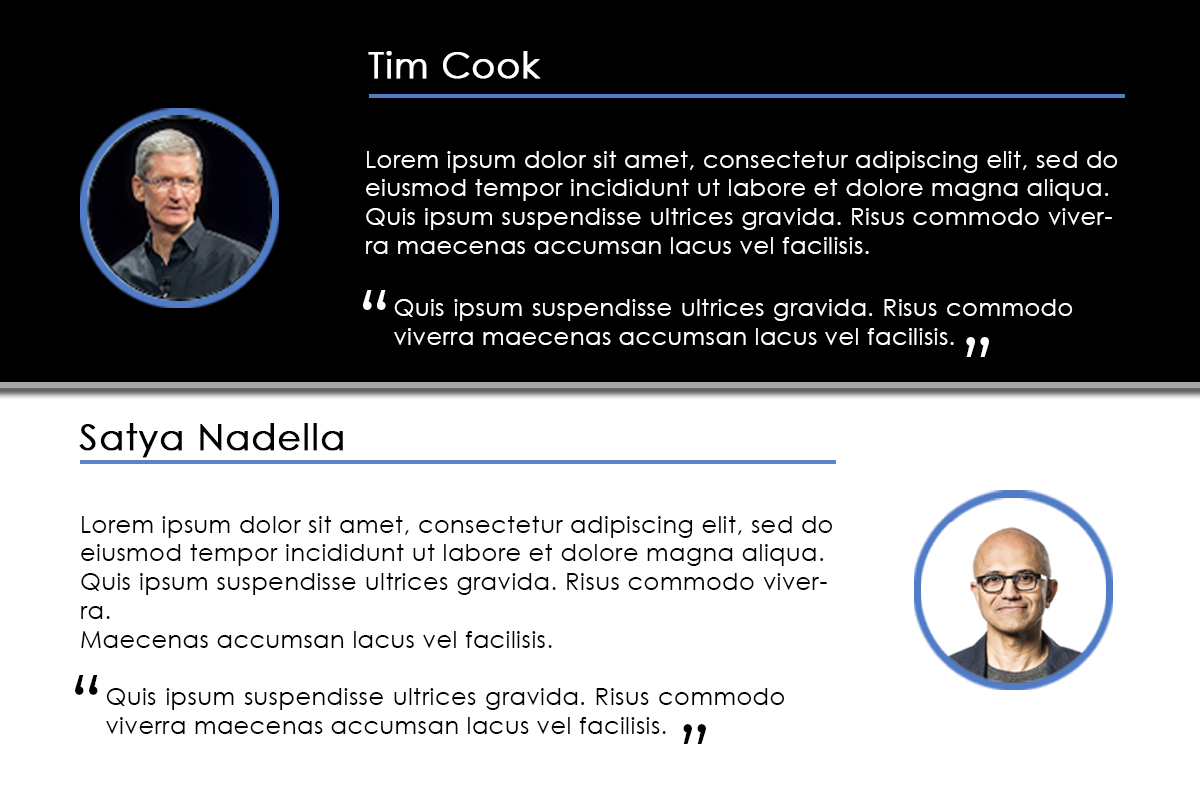 Tim Cook
Lorem ipsum dolor sit amet, consectetur adipiscing elit, sed do
eiusmod tempor incididunt ut labore et dolore magna aliqua.
Quis ipsum suspendisse ultrices gravida. Risus commodo viver-
ra maecenas accumsan lacus vel facilisis.
“ Quis ipsum suspendisse ultrices gravida. Risus commodo
viverra maecenas accumsan lacus vel facilisis. ”
Satya Nadella
Lorem ipsum dolor sit amet, consectetur adipiscing elit, sed do
eiusmod tempor incididunt ut labore et dolore magna aliqua.
Quis ipsum suspendisse ultrices gravida. Risus commodo viver-
ra.
Maecenas accumsan lacus vel facilisis.
“ Quis ipsum suspendisse ultrices gravida. Risus commodo
viverra maecenas accumsan lacus vel facilisis. ”